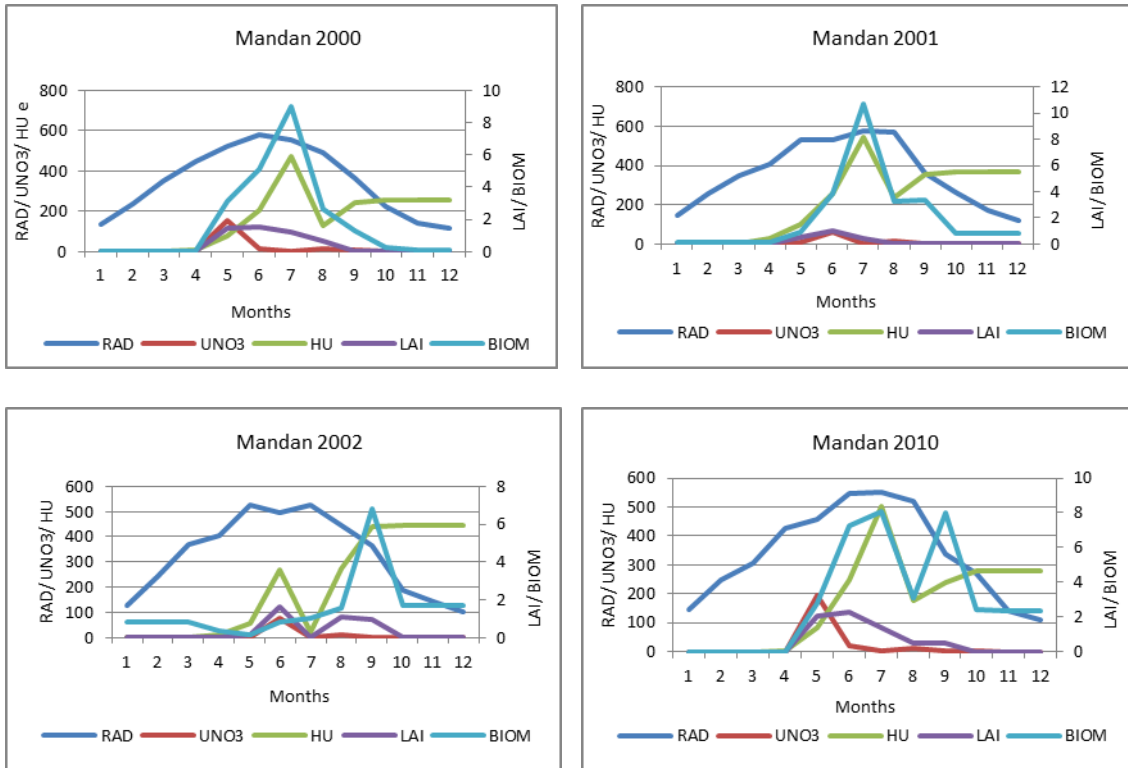 Mandan 2000
RAD/ UNO3/ HU e
800
600
400
200
0
10
8
6
4
2
0
LAI/ BIOM
1 2 3 4 5 6 7 8 9 10 11 12
Months
RAD UNO3 HU LAI BIOM
Mandan 2001
RAD/ UNO3/ HU
800
600
400
200
0
12
10
8
6
4
2
0
LAI/ BIOM
1 2 3 4 5 6 7 8 9 10 11 12
Months
RAD UNO3 HU LAI BIOM
Mandan 2002
RAD/ UNO3/ HU
600
500
400
300
200
100
0
8
6
4
2
0
LAI/ BIOM
1 2 3 4 5 6 7 8 9 10 11 12
Months
RAD UNO3 HU LAI BIOM
Mandan 2010
RAD/ UNO3/ HU
600
500
400
300
200
100
0
10
8
6
4
2
0
LAI/ BIOM
1 2 3 4 5 6 7 8 9 10 11 12
Months
RAD UNO3 HU LAI BIOM